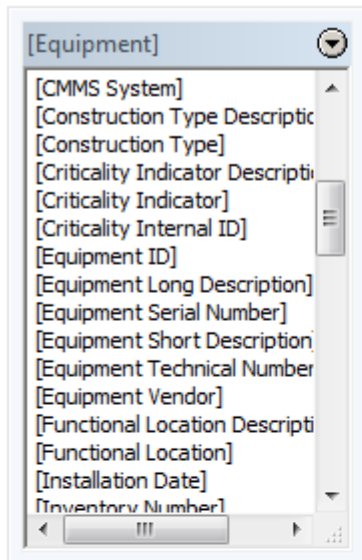 [Equipment]
[CMMS System]
[Construction Type Descriptic
[Construction Type]
[Criticality Indicator Descripti
[Criticality Indicator]
[Criticality Internal ID]
[Equipment ID]
[Equipment Long Description]
[Equipment Serial Number]
[Equipment Short Description]
[Equipment Technical Number
[Equipment Vendor]
[Functional Location Descripti
[Functional Location]
[Installation Date]
[Inventory Number]